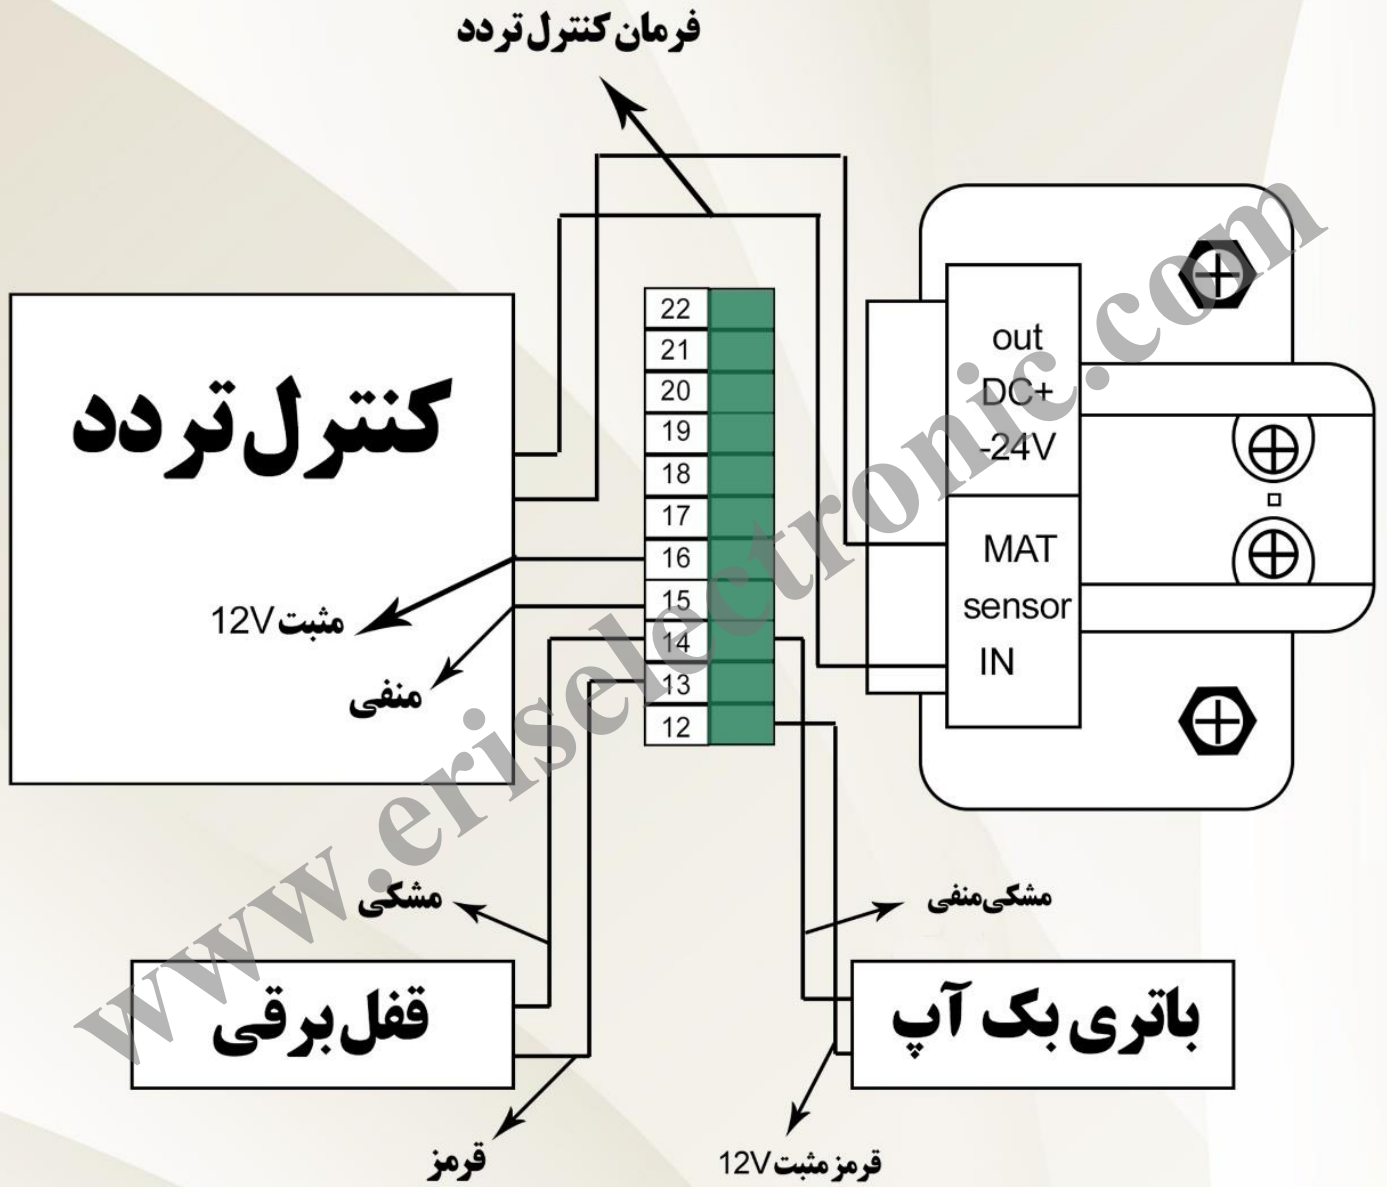 فرمان کنترل تردد
کنترل تردد
مثبت 12V
منفی
22
21
20
19
18
17
16
15
14
13
12
out
DC+
-24V
MAT
sensor
IN
مشکی
مشکی منفی
قفل برقی
باتری بک آپ
قرمز
قرمز مثبت 12V
www.eriselectronic.com